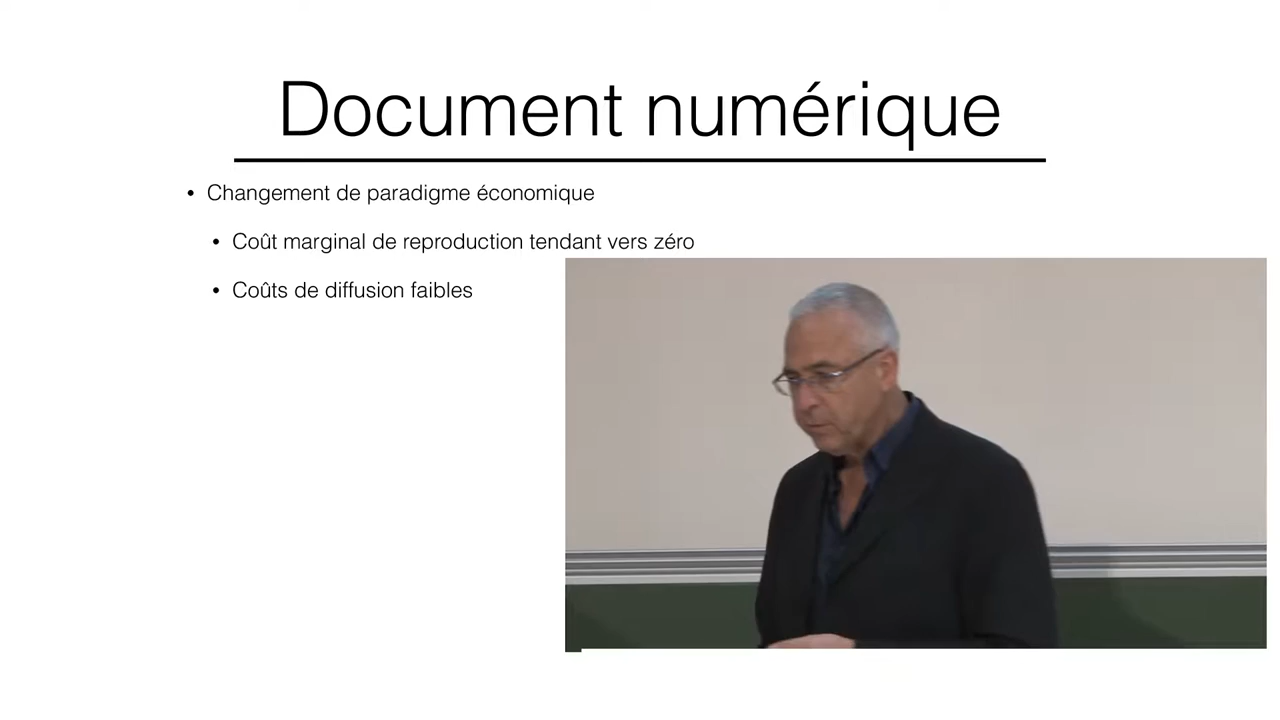 Document numérique
• Changement de paradigme économique
• Coût marginal de reproduction tendant vers zéro
• Coûts de diffusion faibles